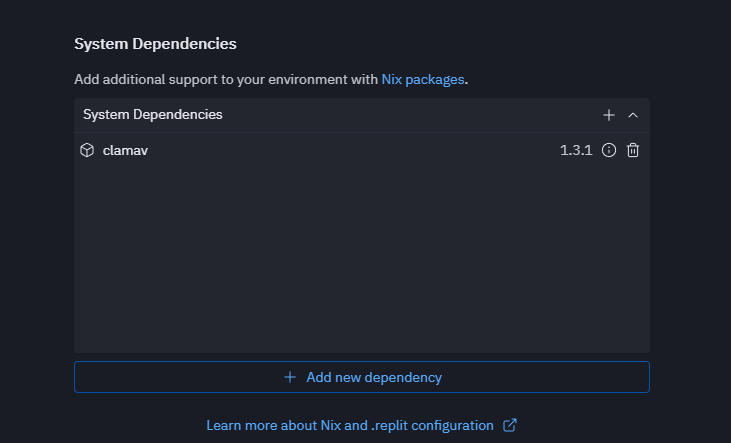 System Dependencies
Add additional support to your environment with Nix packages.
System Dependencies
clamav 1.3.1
Add new dependency
Learn more about Nix and .replit configuration